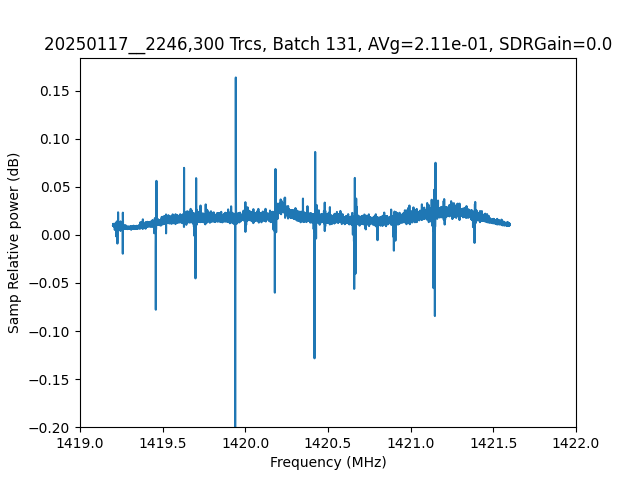 20250117__2246,300 Trcs, Batch 131, AVg=2.11e-01, SDRGain=0.0
Samp Relative power (dB)
0.15
0.10
0.05
0.00
−0.05
−0.10
−0.15
−0.20
1419.0 1419.5 1420.0 1420.5 1421.0 1421.5 1422.0
Frequency (MHz)